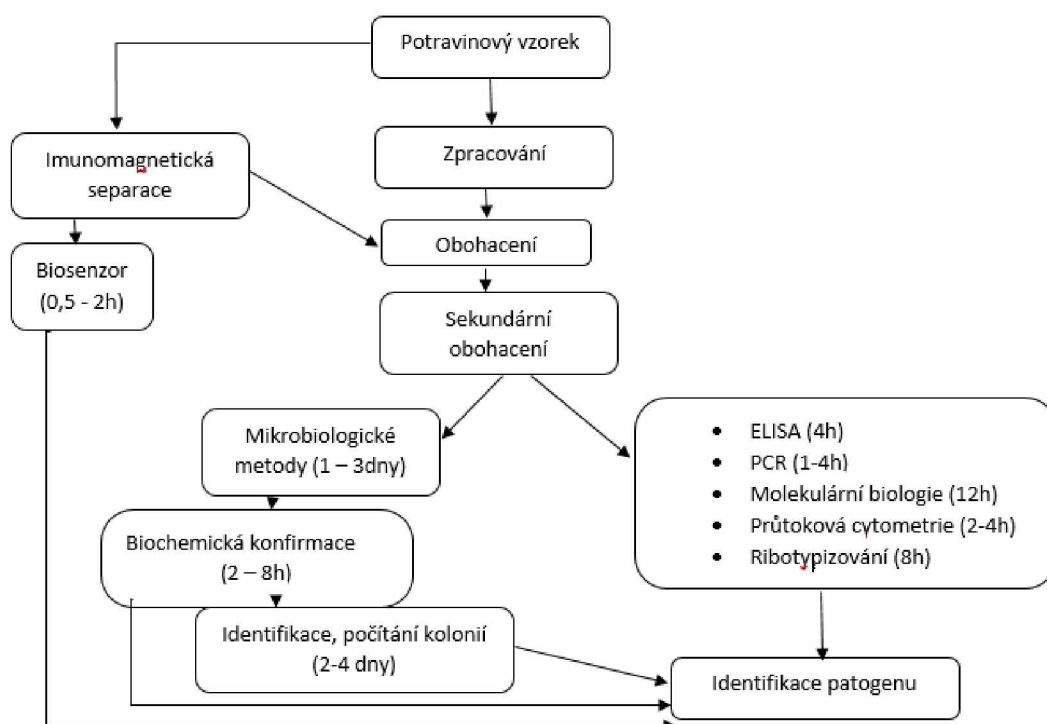 Potravinový vzorek
Imunomagnetická
separace
Zpracování
Obohacení
Biosenzor
(0,5 - 2h)
Sekundární
obohacení
Mikrobiologické
metody (1 – 3dny)
• ELISA (4h)
• PCR (1-4h)
• Molekulární biologie (12h)
• Průtoková cytometrie (2-4h)
• Ribotypizování (8h)
Biochemická konfirmace
(2 – 8h)
Identifikace, počítání kolonií
(2-4 dny)
Identifikace patogenu